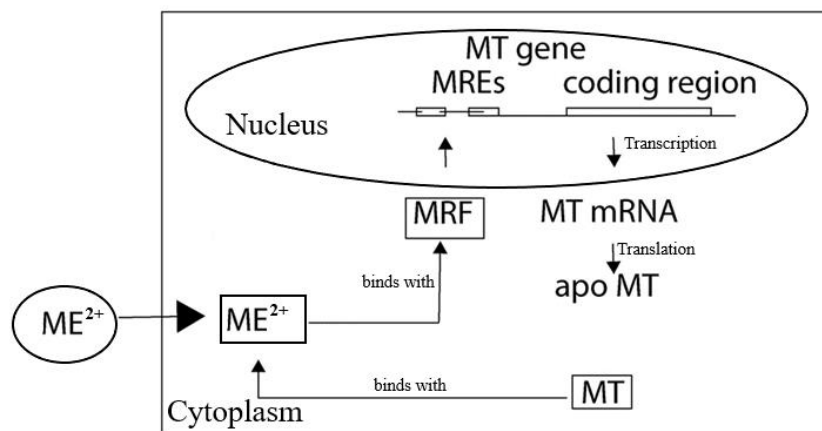 MT gene
MREs coding region
Nucleus
Transcription
MRF MT mRNA
Translation
binds with
apo MT
ME²⁺ ME²⁺
binds with
MT
Cytoplasm